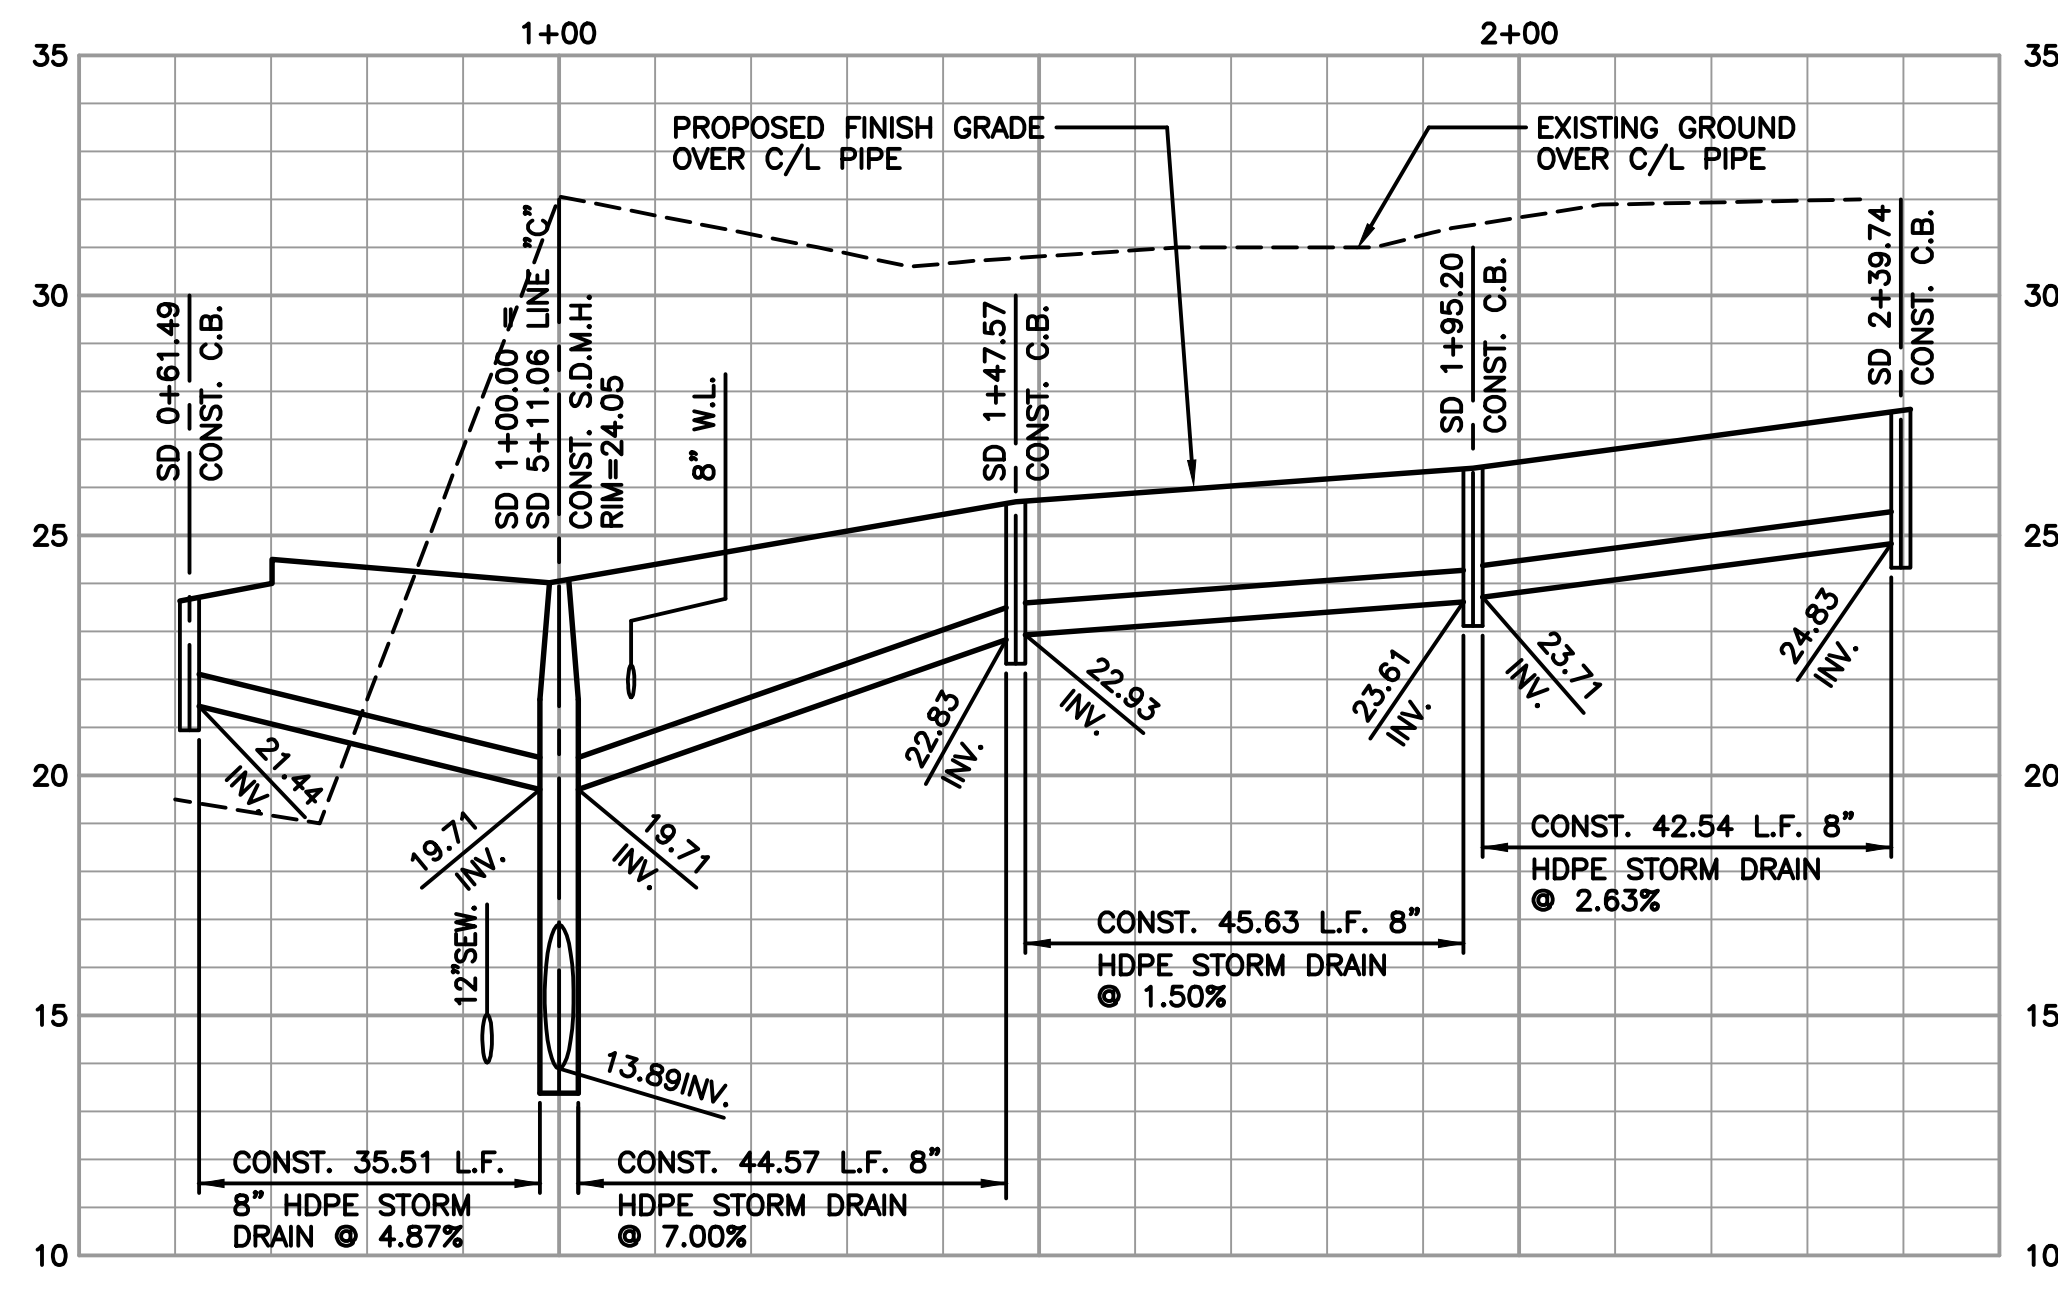 1+00
2+00
35
35
PROPOSED FINISH GRADE
OVER C/L PIPE
EXISTING GROUND
OVER C/L PIPE
30
30
SD 0+61.49
CONST. C.B.
SD 1+00.00 =
SD 5+11.06 LINE "C"
CONST. S.D.M.H.
RIM=24.05
8" W.L.
SD 1+47.57
CONST. C.B.
SD 1+95.20
CONST. C.B.
SD 2+39.74
CONST. C.B.
25
25
21.44
INV.
19.71
INV.
19.71
INV.
22.83
INV.
22.93
INV.
23.61
INV.
23.71
INV.
24.83
INV.
20
20
12"SEW.
13.89INV.
CONST. 42.54 L.F. 8"
HDPE STORM DRAIN
@ 2.63%
CONST. 45.63 L.F. 8"
HDPE STORM DRAIN
@ 1.50%
15
15
CONST. 35.51 L.F.
8" HDPE STORM
DRAIN @ 4.87%
CONST. 44.57 L.F. 8"
HDPE STORM DRAIN
@ 7.00%
10
10